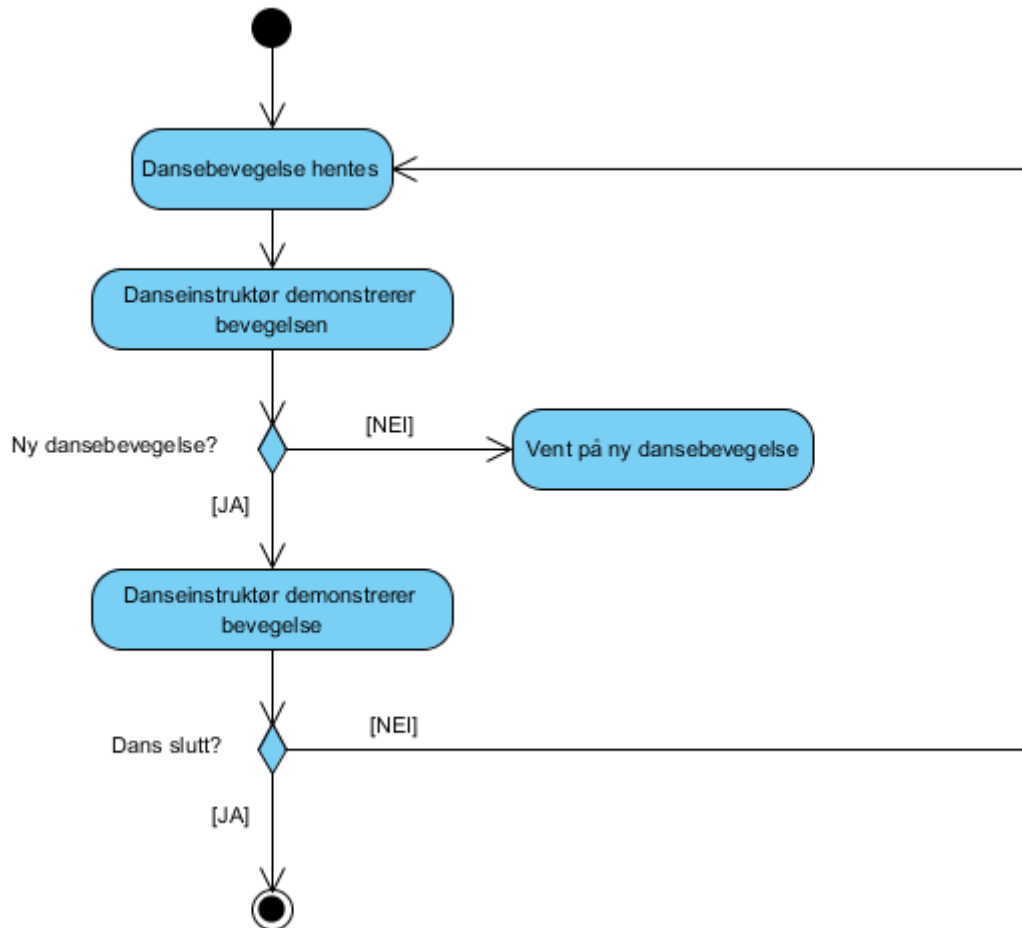 Dansebevegelse hentes
Danseinstruktør demonstrerer
bevegelsen
[NEI]
Ny dansebevegelse?
Vent på ny dansebevegelse
[JA]
Danseinstruktør demonstrerer
bevegelse
[NEI]
Dans slutt?
[JA]